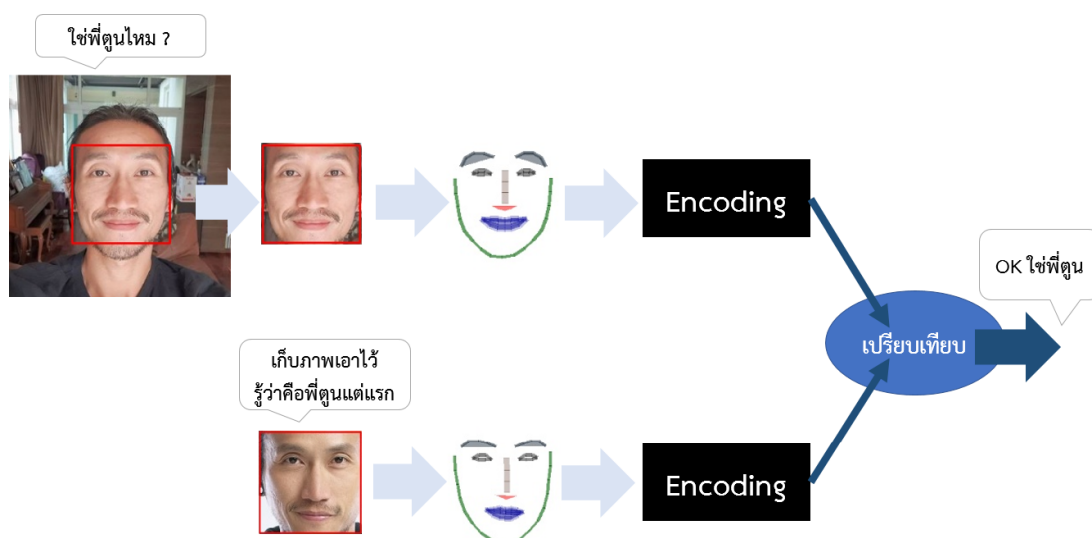 ใช่พี่ตูนไหม ?
Encoding
OK ใช่พี่ตูน
เปรียบเทียบ
เก็บภาพเอาไว้
รู้ว่าคือพี่ตูนแต่แรก
Encoding